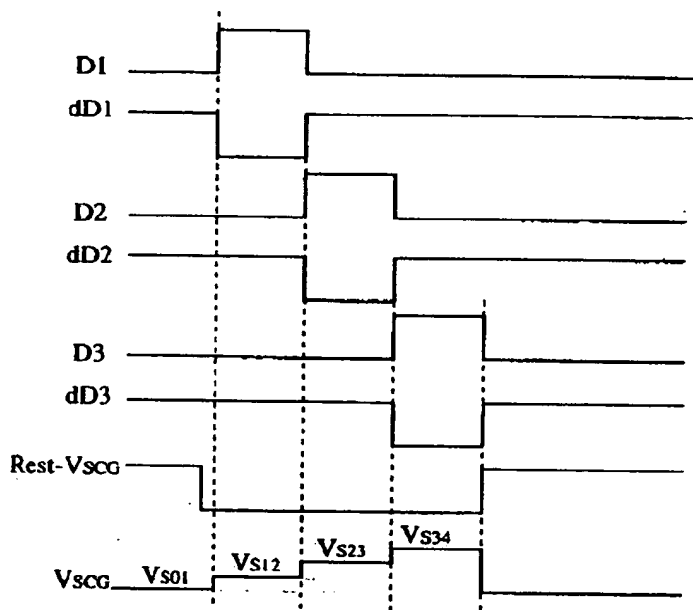 D1
dD1
D2
dD2
D3
dD3
Rest-VSCG
VSCG VS01 VS12 VS23 VS34